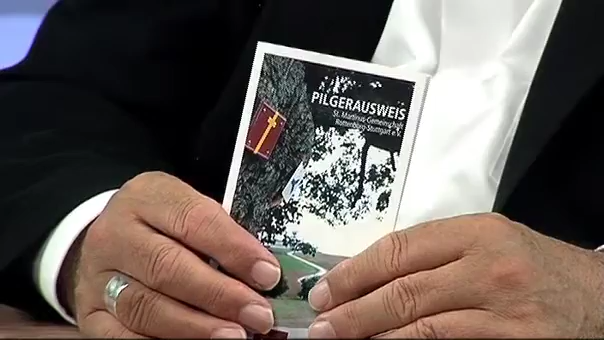 PILGERAUSWEIS
St. Martinus-Gemeinschaft
Rottenburg-Stuttgart e.V.